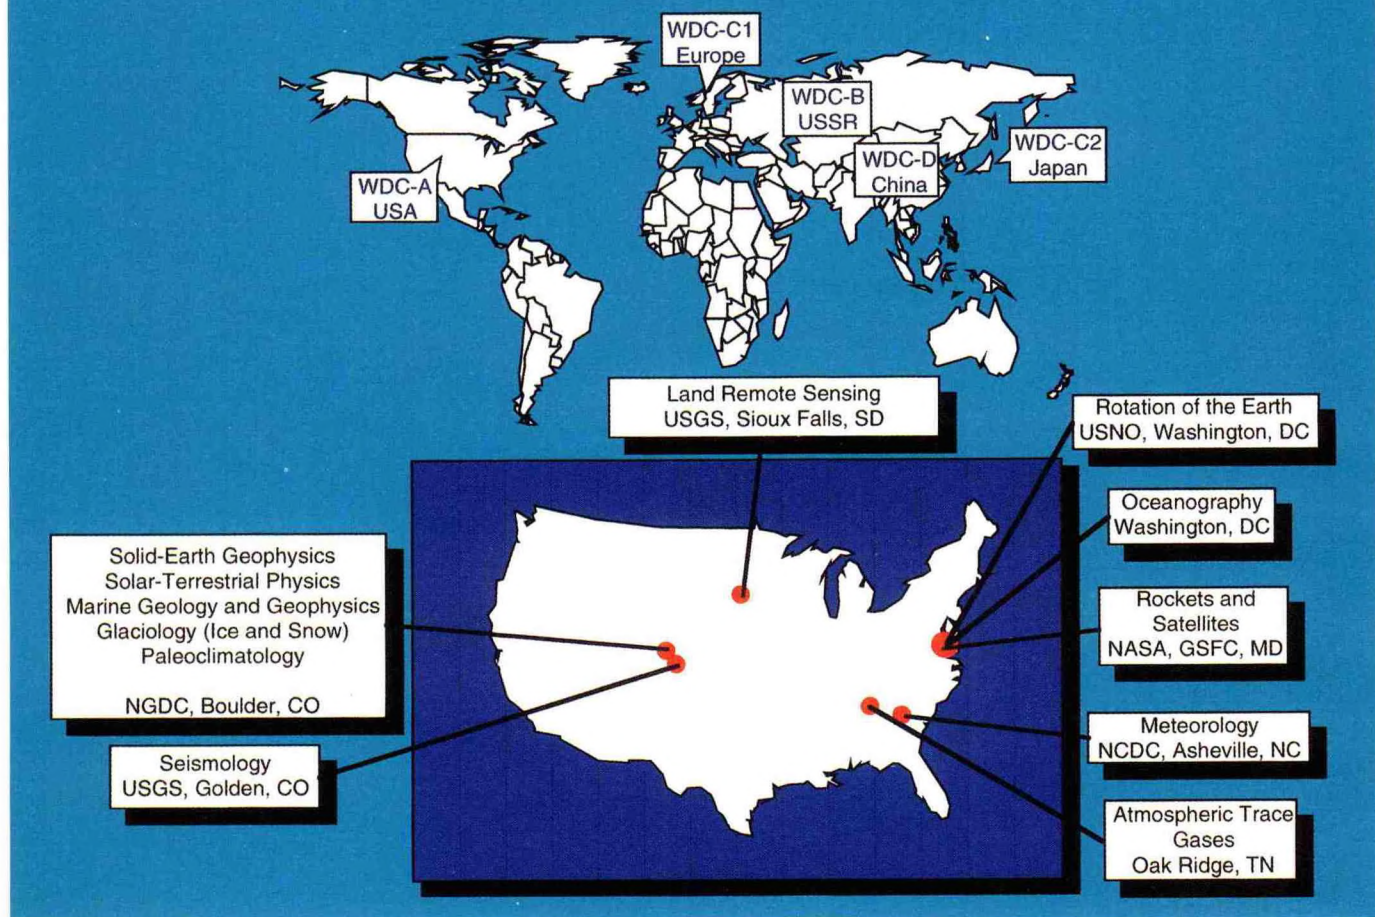 WDC-C1
Europe
WDC-B
USSR
WDC-C2
Japan
WDC-D
China
WDC-A
USA
Land Remote Sensing
USGS, Sioux Falls, SD
Rotation of the Earth
USNO, Washington, DC
Oceanography
Washington, DC
Solid-Earth Geophysics
Solar-Terrestrial Physics
Marine Geology and Geophysics
Glaciology (Ice and Snow)
Paleoclimatology
NGDC, Boulder, CO
Rockets and
Satellites
NASA, GSFC, MD
Meteorology
NCDC, Asheville, NC
Seismology
USGS, Golden, CO
Atmospheric Trace
Gases
Oak Ridge, TN